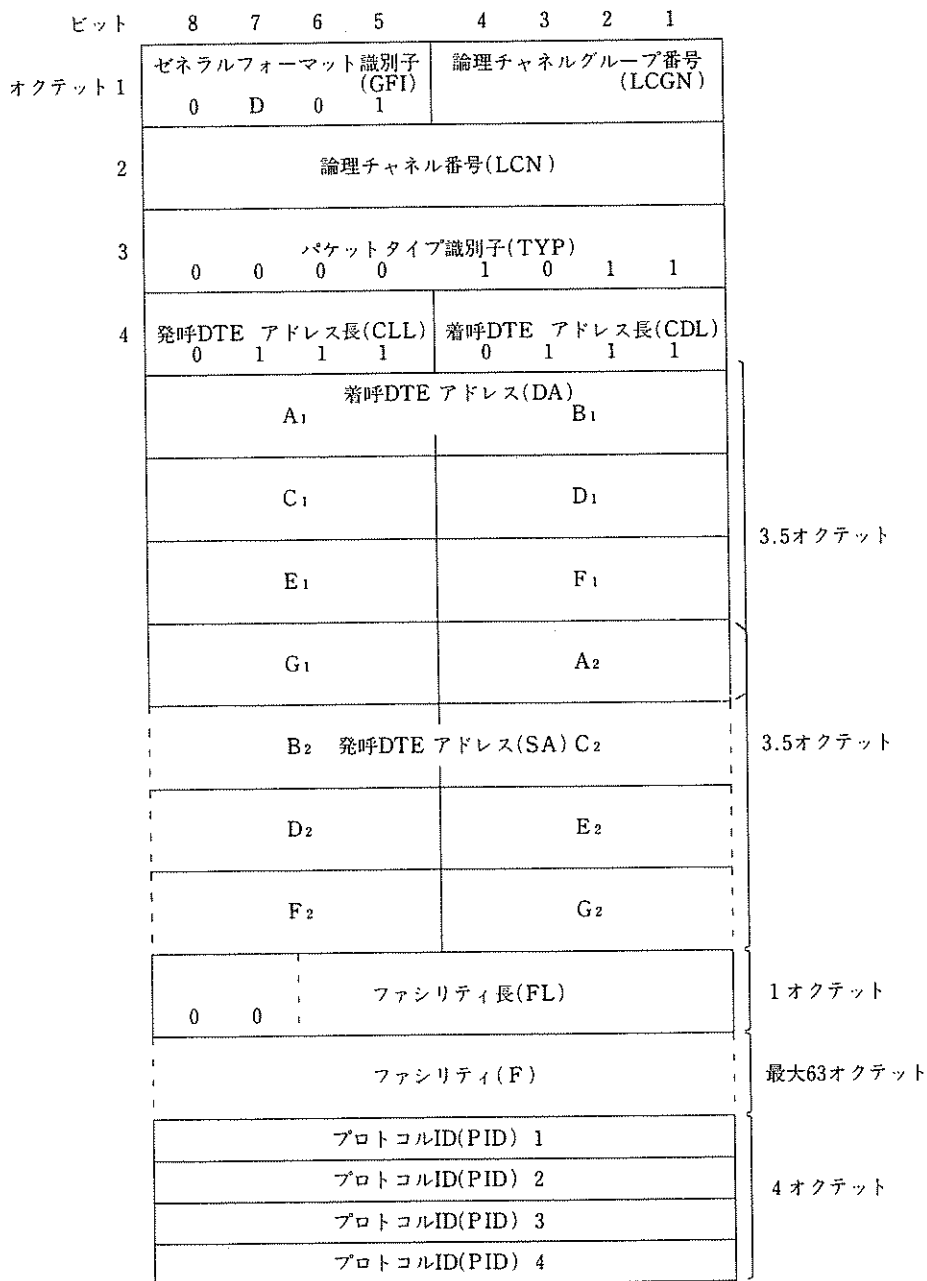 ビット 8 7 6 5 4 3 2 1
オクテット1
ゼネラルフォーマット識別子
(GFI)
0 D 0 1
論理チャネルグループ番号
(LCGN)
2 論理チャネル番号(LCN)
3 パケットタイプ識別子(TYP)
0 0 0 0 1 0 1 1
4 発呼DTE アドレス長(CLL) 着呼DTE アドレス長(CDL)
0 1 1 1 0 1 1 1
着呼DTE アドレス(DA)
A1 B1
C1 D1
3.5オクテット
E1 F1
G1 A2
B2 発呼DTE アドレス(SA) C2 3.5オクテット
D2 E2
F2 G2
ファシリティ長(FL) 1オクテット
0 0
ファシリティ(F) 最大63オクテット
プロトコルID(PID) 1
プロトコルID(PID) 2
4オクテット
プロトコルID(PID) 3
プロトコルID(PID) 4